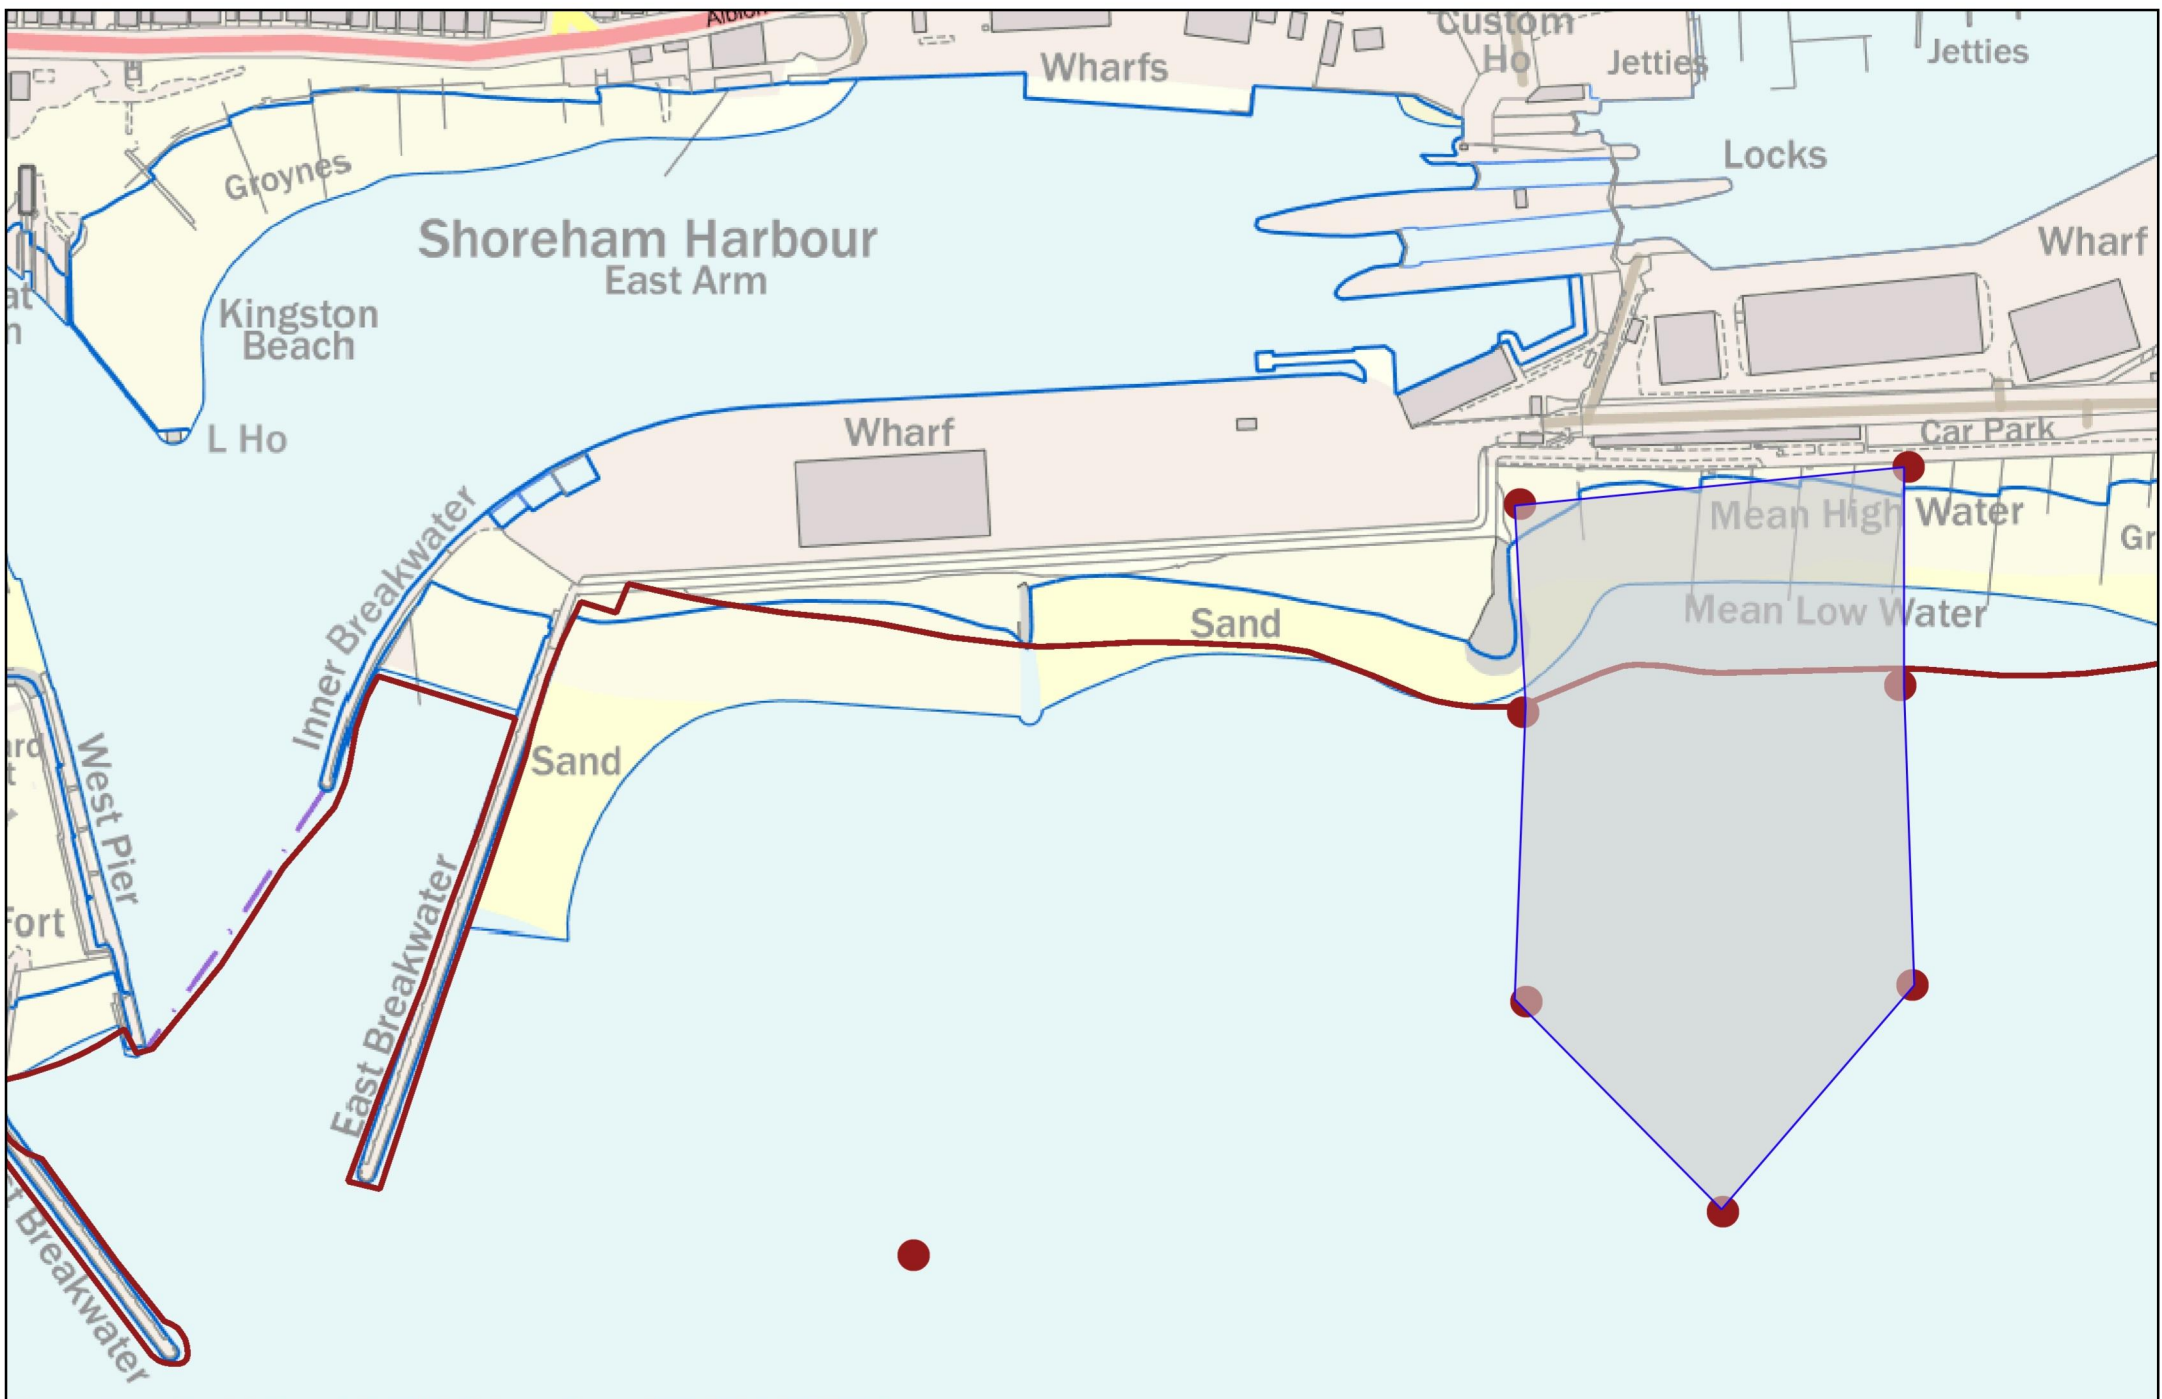 Albion
Custom
Ho
Jetties
Jetties
Wharfs
Locks
Groynes
Shoreham Harbour
East Arm
Wharf
Kingston
Beach
L Ho
Wharf
Car Park
Mean High Water
Inner Breakwater
Mean Low Water
Sand
Sand
West Pier
Fort
East Breakwater
Breakwater